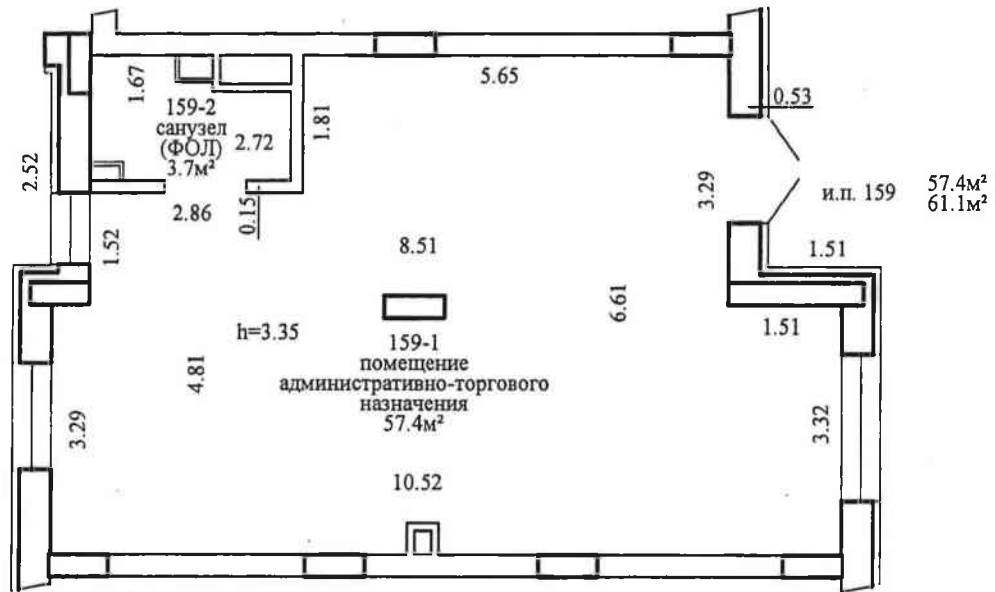 5.65
1.67
0.53
159-2
санузел
(ФОЛ)
3.7м²
2.72
1.81
2.52
2.86
0.15
3.29
и.п. 159
57.4м²
61.1м²
1.52
8.51
1.51
6.61
1.51
h=3.35
159-1
помещение
административно-торгового
назначения
57.4м²
4.81
3.29
3.32
10.52